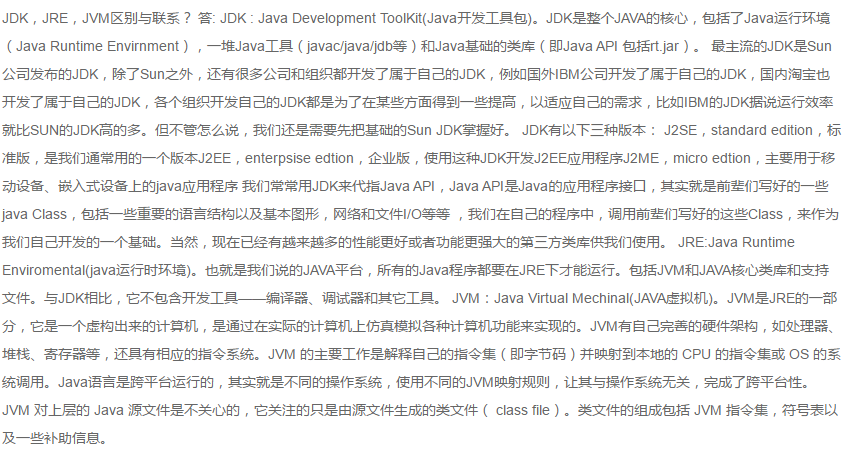 JDK，JRE，JVM区别与联系？ 答: JDK : Java Development ToolKit(Java开发工具包)。JDK是整个JAVA的核心，包括了Java运行环境
（Java Runtime Envirnment），一堆Java工具（javac/java/jdb等）和Java基础的类库（即Java API 包括rt.jar）。 最主流的JDK是Sun
公司发布的JDK，除了Sun之外，还有很多公司和组织都开发了属于自己的JDK，例如国外IBM公司开发了属于自己的JDK，国内淘宝也
开发了属于自己的JDK，各个组织开发自己的JDK都是为了在某些方面得到一些提高，以适应自己的需求，比如IBM的JDK据说运行效率
就比SUN的JDK高的多。但不管怎么说，我们还是需要先把基础的Sun JDK掌握好。 JDK有以下三种版本： J2SE，standard edition，标
准版，是我们通常用的一个版本J2EE，enterpsise edtion，企业版，使用这种JDK开发J2EE应用程序J2ME，micro edtion，主要用于移
动设备、嵌入式设备上的java应用程序 我们常常用JDK来代指Java API，Java API是Java的应用程序接口，其实就是前辈们写好的一些
java Class，包括一些重要的语言结构以及基本图形，网络和文件I/O等等 ，我们在自己的程序中，调用前辈们写好的这些Class，来作为
我们自己开发的一个基础。当然，现在已经有越来越多的性能更好或者功能更强大的第三方类库供我们使用。 JRE:Java Runtime
Enviromental(java运行时环境)。也就是我们说的JAVA平台，所有的Java程序都要在JRE下才能运行。包括JVM和JAVA核心类库和支持
文件。与JDK相比，它不包含开发工具——编译器、调试器和其它工具。 JVM：Java Virtual Mechinal(JAVA虚拟机)。JVM是JRE的一部
分，它是一个虚构出来的计算机，是通过在实际的计算机上仿真模拟各种计算机功能来实现的。JVM有自己完善的硬件架构，如处理器、
堆栈、寄存器等，还具有相应的指令系统。JVM 的主要工作是解释自己的指令集（即字节码）并映射到本地的 CPU 的指令集或 OS 的系
统调用。Java语言是跨平台运行的，其实就是不同的操作系统，使用不同的JVM映射规则，让其与操作系统无关，完成了跨平台性。
JVM 对上层的 Java 源文件是不关心的，它关注的只是由源文件生成的类文件（ class file）。类文件的组成包括 JVM 指令集，符号表以
及一些补助信息。